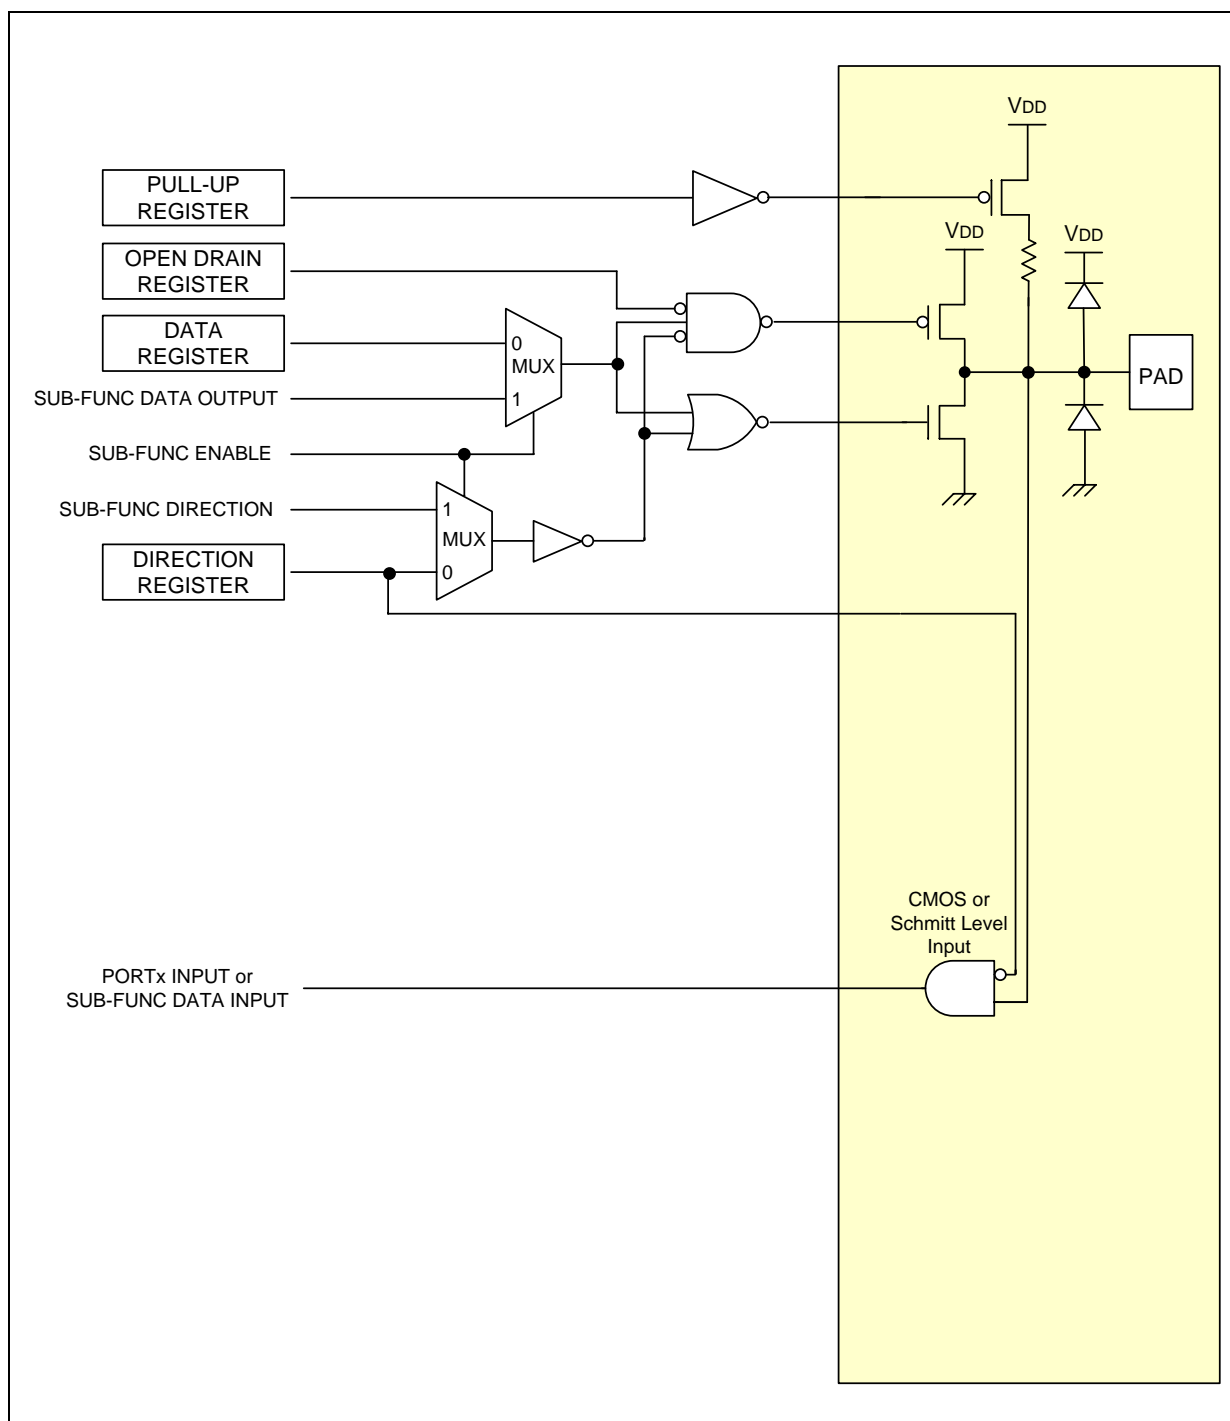 VDD
PULL-UP
REGISTER
VDD
VDD
OPEN DRAIN
REGISTER
DATA
REGISTER
0
MUX
1
PAD
SUB-FUNC DATA OUTPUT
SUB-FUNC ENABLE
SUB-FUNC DIRECTION
1
MUX
0
DIRECTION
REGISTER
CMOS or
Schmitt Level
Input
PORTx INPUT or
SUB-FUNC DATA INPUT